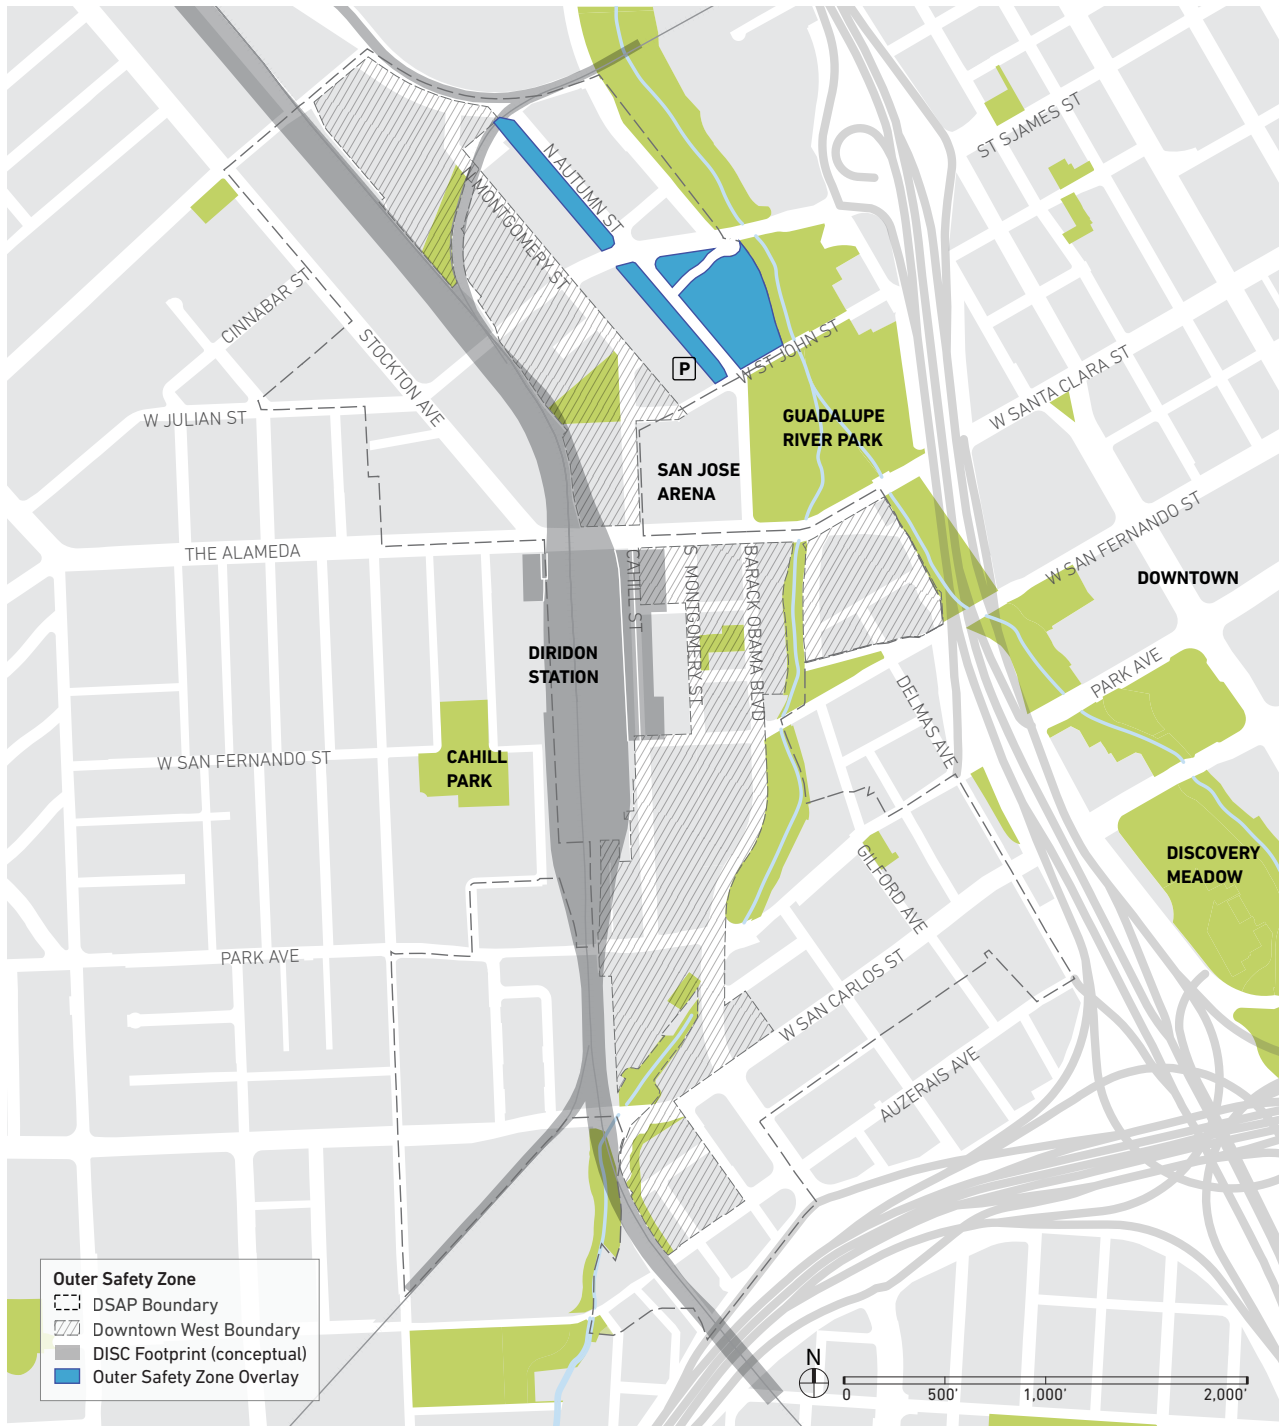 ST SJAMES ST
N AUTUMN ST
N MONTGOMERY ST
CINNABAR ST
STOCKTON AVE
W JULIAN ST
P
W ST JOHN ST
W SANTA CLARA ST
GUADALUPE
RIVER PARK
SAN JOSE
ARENA
W SAN FERNANDO ST
THE ALAMEDA
DOWNTOWN
CAHILL ST
S MONTGOMERY ST
BARACK OBAMA BLVD
DIRIDON
STATION
PARK AVE
DELMAS AVE
W SAN FERNANDO ST
CAHILL
PARK
GILFORD AVE
DISCOVERY
MEADOW
PARK AVE
W SAN CARLOS ST
AUZERAIS AVE
Outer Safety Zone
DSAP Boundary
Downtown West Boundary
DISC Footprint (conceptual)
Outer Safety Zone Overlay
N
0 500' 1,000' 2,000'